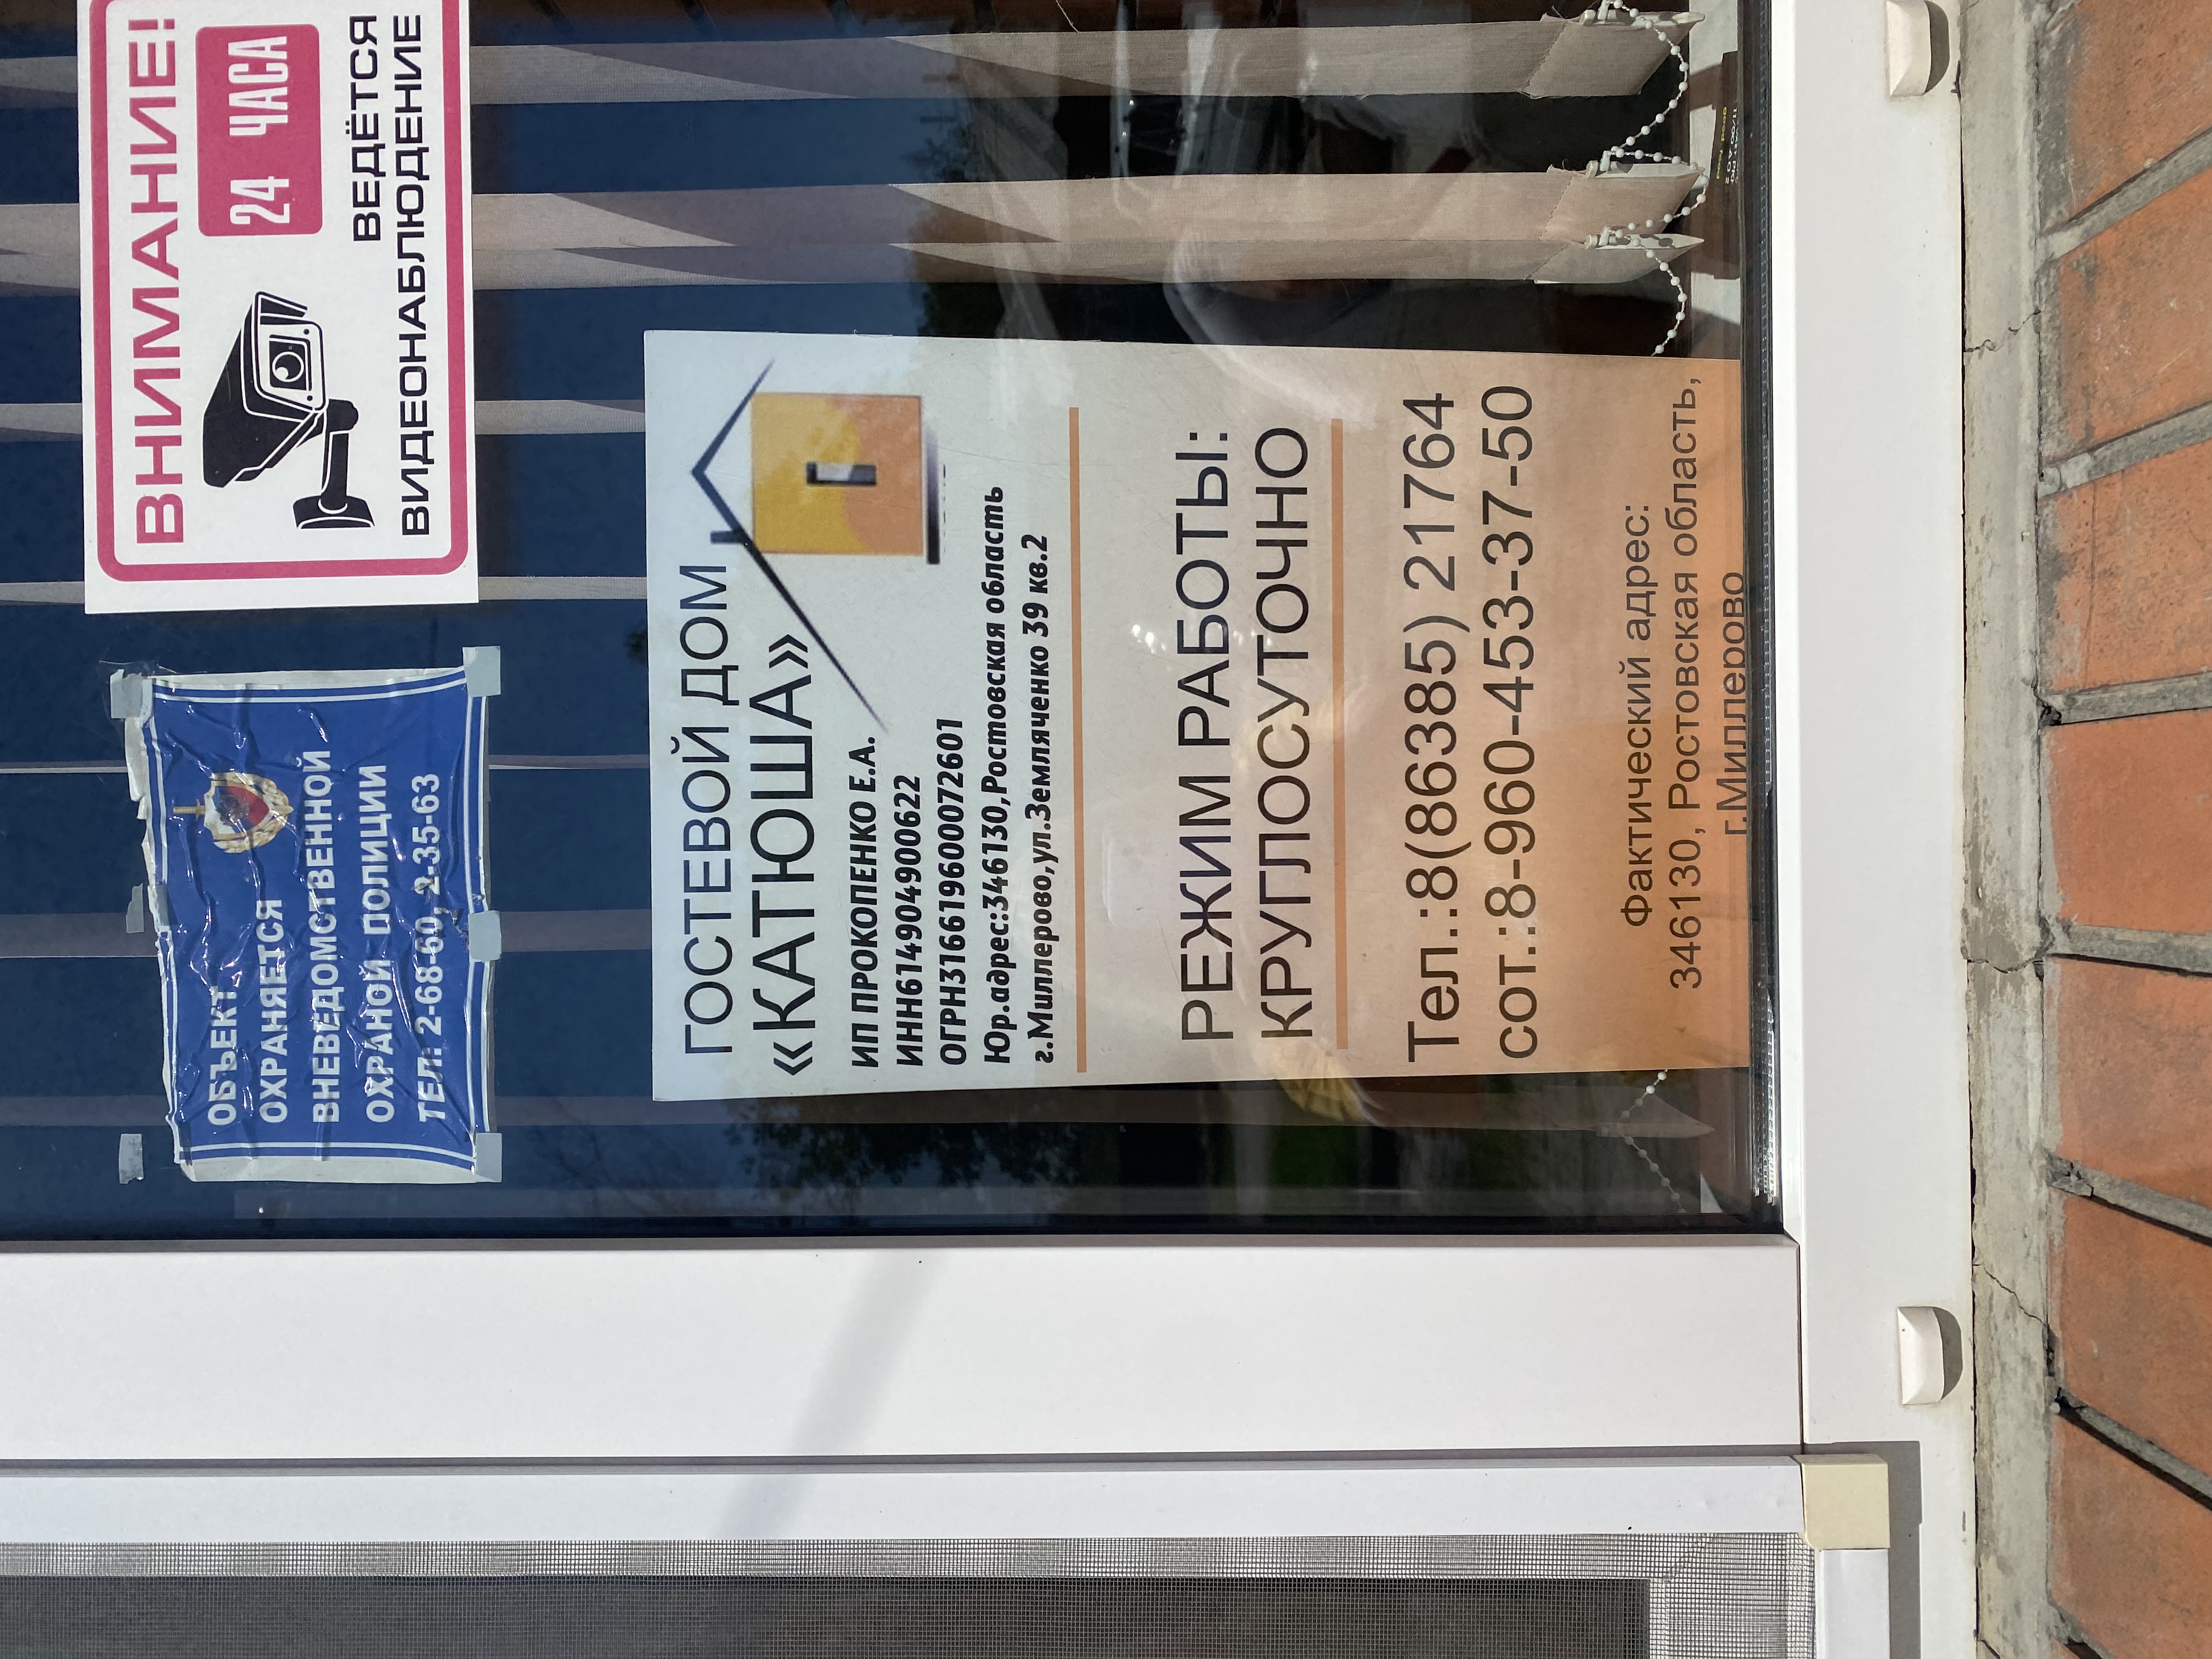 ВНИМАНИЕ!
24 ЧАСА
ВЕДЁТСЯ
ВИДЕОНАБЛЮДЕНИЕ
ОБЪЕКТ
ОХРАНЯЕТСЯ
ВНЕВЕДОМСТВЕННОЙ
ОХРАНОЙ ПОЛИЦИИ
ТЕЛ: 2-68-60, 2-35-63
ГОСТЕВОЙ ДОМ
«КАТЮША»
ИП ПРОКОПЕНКО Е.А.
ИНН614904900622
ОГРН316619600072601
Юр.адрес:346130,Ростовская область
г.Миллерово,ул.Земляченко 39 кв.2
РЕЖИМ РАБОТЫ:
КРУГЛОСУТОЧНО
Тел.:8(86385) 21764
сот.:8-960-453-37-50
Фактический адрес:
346130, Ростовская область,
г.Миллерово